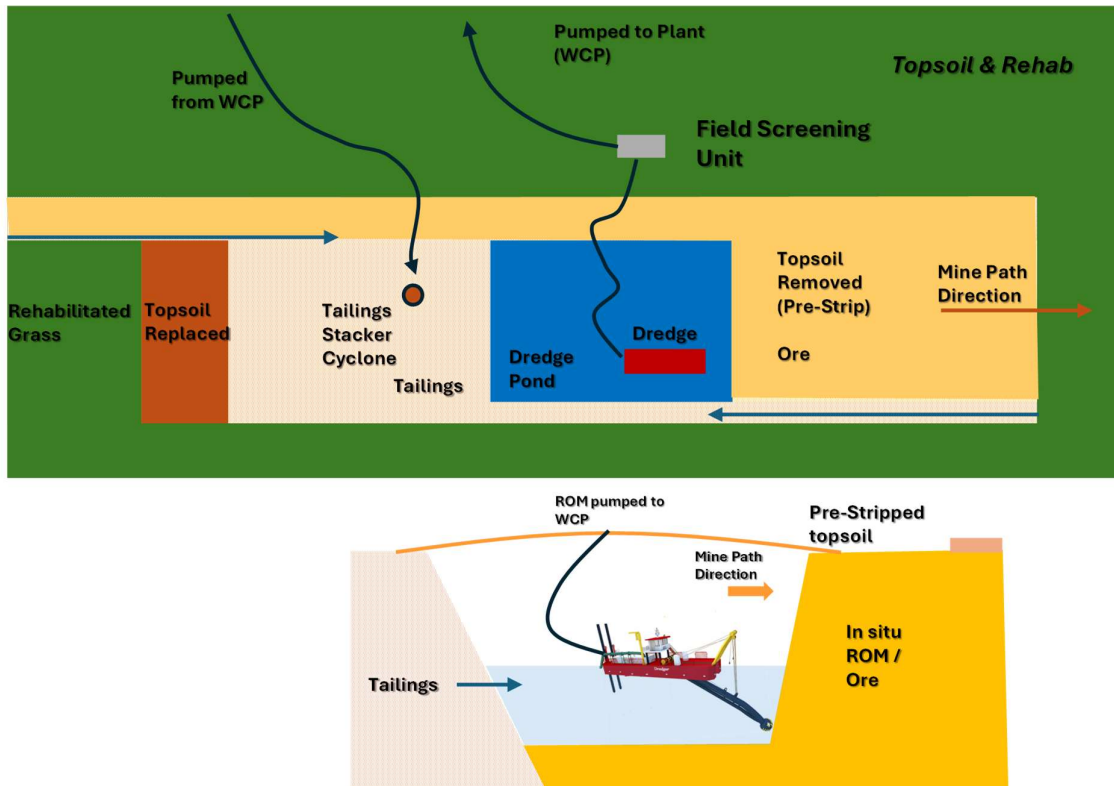 Pumped
from WCP
Pumped to Plant
(WCP)
Topsoil & Rehab
Field Screening
Unit
Rehabilitated
Grass
Topsoil
Replaced
Tailings
Stacker
Cyclone
Tailings
Dredge
Pond
Dredge
Topsoil
Removed
(Pre-Strip)
Ore
Mine Path
Direction
ROM pumped to
WCP
Pre-Stripped
topsoil
Mine Path
Direction
Tailings
Dredger
In situ
ROM /
Ore